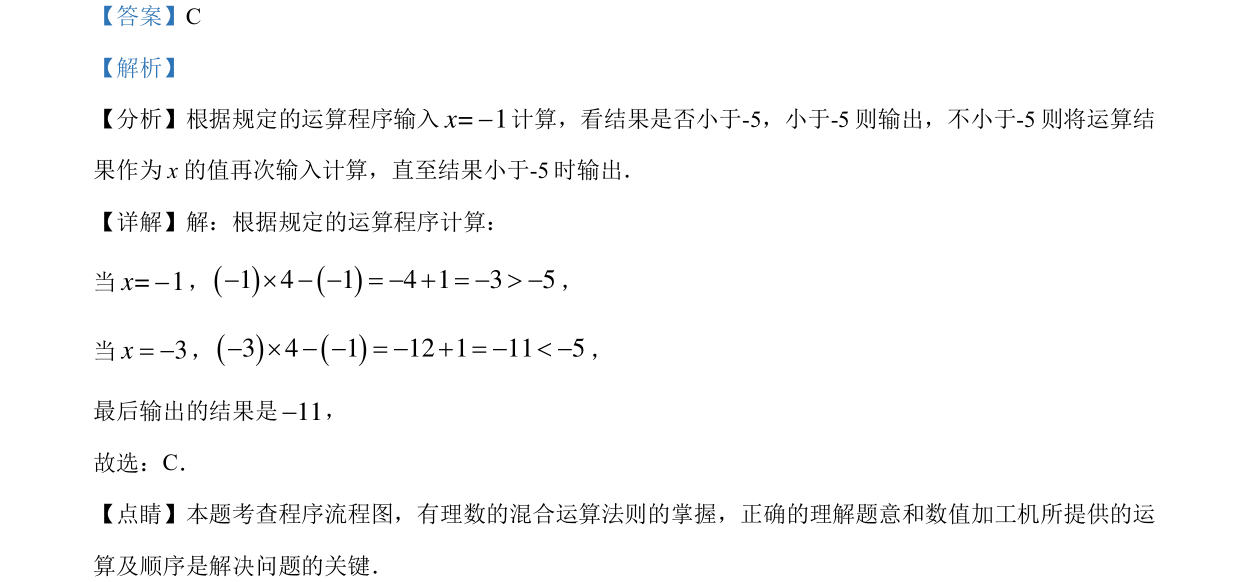 【答案】C
【解析】
【分析】根据规定的运算程序输入 x= −1 计算，看结果是否小于-5，小于-5 则输出，不小于-5 则将运算结
果作为 x 的值再次输入计算，直至结果小于-5 时输出．
【详解】解：根据规定的运算程序计算：
当 x= −1，(−1)×4−(−1)=−4+1=−3>−5，
当 x=−3，(−3)×4−(−1)=−12+1=−11<−5，
最后输出的结果是 −11，
故选：C．
【点睛】本题考查程序流程图，有理数的混合运算法则的掌握，正确的理解题意和数值加工机所提供的运
算及顺序是解决问题的关键．